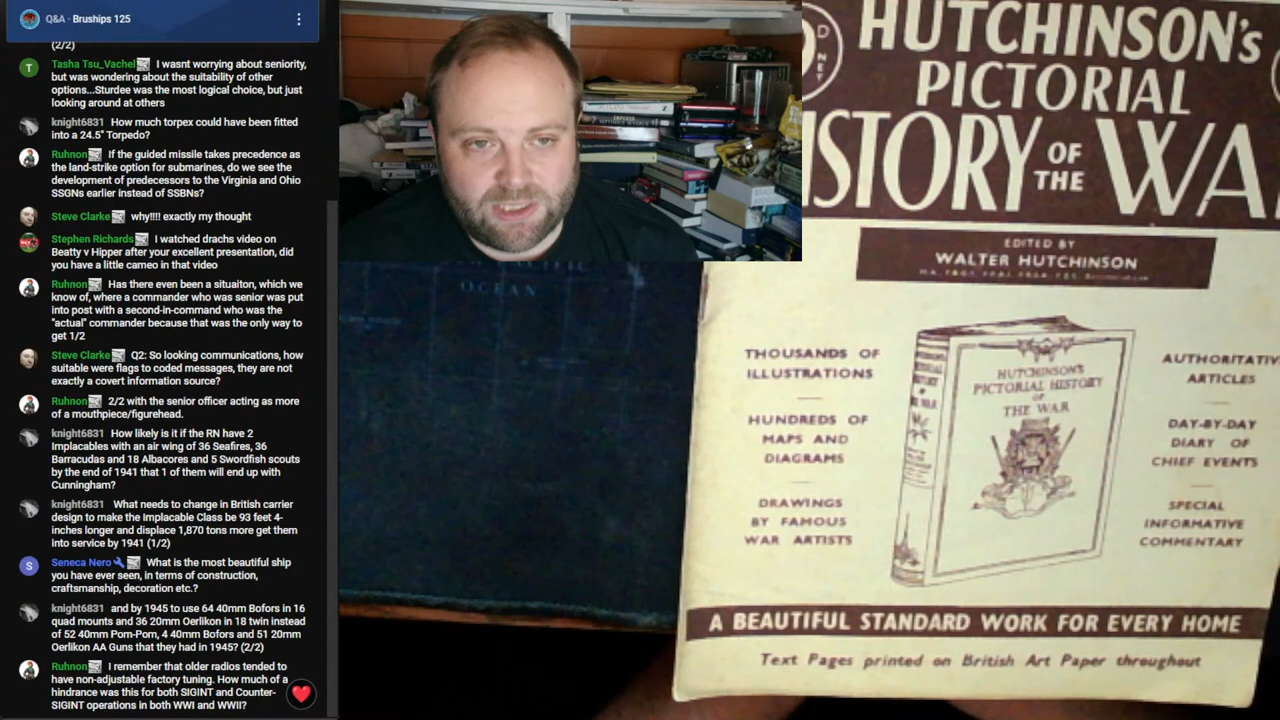 Q&A · Bruships 125
(2/2)
Tasha Tsu_Vachel I wasnt worrying about seniority,
but was wondering about the suitability of other
options...Sturdee was the most logical choice, but just
looking around at others
knight6831 How much torpex could have been fitted
into a 24.5" Torpedo?
Ruhnon If the guided missile takes precedence as
the land-strike option for submarines, do we see the
development of predecessors to the Virginia and Ohio
SSGNs earlier instead of SSBNs?
Steve Clarke why!!!! exactly my thought
Stephen Richards I watched drachs video on
Beatty v Hipper after your excellent presentation, did
you have a little cameo in that video
Ruhnon Has there even been a situaiton, which we
know of, where a commander who was senior was put
into post with a second-in-command who was the
"actual" commander because that was the only way to
get 1/2
Steve Clarke Q2: So looking communications, how
suitable were flags to coded messages, they are not
exactly a covert information source?
Ruhnon 2/2 with the senior officer acting as more
of a mouthpiece/figurehead.
knight6831 How likely is it if the RN have 2
Implacables with an air wing of 36 Seafires, 36
Barracudas and 18 Albacores and 5 Swordfish scouts
by the end of 1941 that 1 of them will end up with
Cunningham?
knight6831 What needs to change in British carrier
design to make the Implacable Class be 93 feet 4-
inches longer and displace 1,870 tons more get them
into service by 1941 (1/2)
Seneca Nero What is the most beautiful ship
you have ever seen, in terms of construction,
craftsmanship, decoration etc.?
knight6831 and by 1945 to use 64 40mm Bofors in 16
quad mounts and 36 20mm Oerlikon in 18 twin instead
of 52 40mm Pom-Pom, 4 40mm Bofors and 51 20mm
Oerlikon AA Guns that they had in 1945? (2/2)
Ruhnon I remember that older radios tended to
have non-adjustable factory tuning. How much of a
hindrance was this for both SIGINT and Counter-
SIGINT operations in both WWI and WWII?
PACIFIC
OCEAN
HUTCHINSON's
PICTORIAL
ISTORY OF THE WA
EDITED BY
WALTER HUTCHINSON
THOUSANDS OF
ILLUSTRATIONS
HUNDREDS OF
MAPS AND
DIAGRAMS
DRAWINGS
BY FAMOUS
WAR ARTISTS
HUTCHINSON'S
PICTORIAL HISTORY
OF
THE WAR
AUTHORITATIV
ARTICLES
DAY-BY-DAY
DIARY OF
CHIEF EVENTS
SPECIAL
INFORMATIVE
COMMENTARY
A BEAUTIFUL STANDARD WORK FOR EVERY HOME
Text Pages printed on British Art Paper throughout